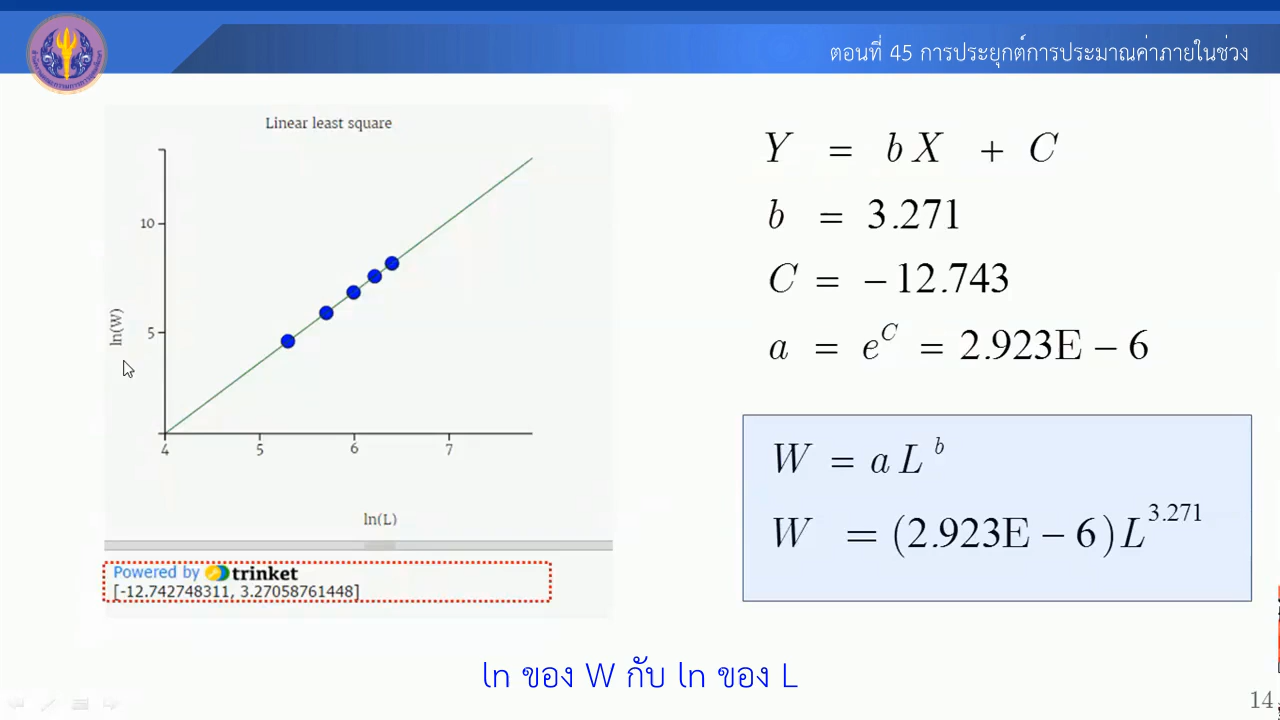 ตอนที่ 45 การประยุกต์การประมาณค่าภายในช่วง
Linear least square
10
5
ln(W)
4 5 6 7
ln(L)
Powered by trinket
[-12.742748311, 3.27058761448]
Y = b X + C
b = 3.271
C = −12.743
a = e^C = 2.923E − 6
W = a L^b
W = (2.923E − 6) L^3.271
ln ของ W กับ ln ของ L
14